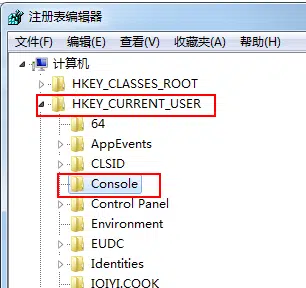 注册表编辑器
文件(F) 编辑(E) 查看(V) 收藏夹(A) 帮助(H)
计算机
HKEY_CLASSES_ROOT
HKEY_CURRENT_USER
64
AppEvents
CLSID
Console
Control Panel
Environment
EUDC
Identities
IQIYI.COOK